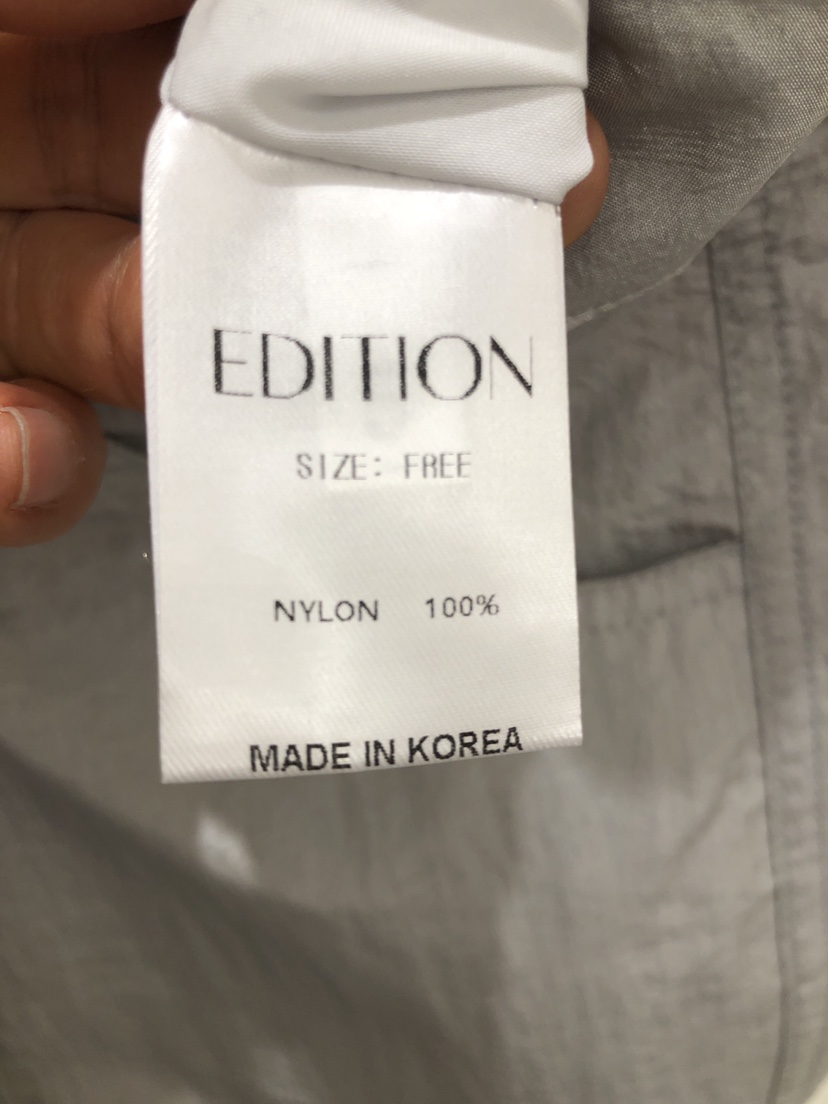 EDITION
SIZE: FREE
NYLON 100%
MADE IN KOREA